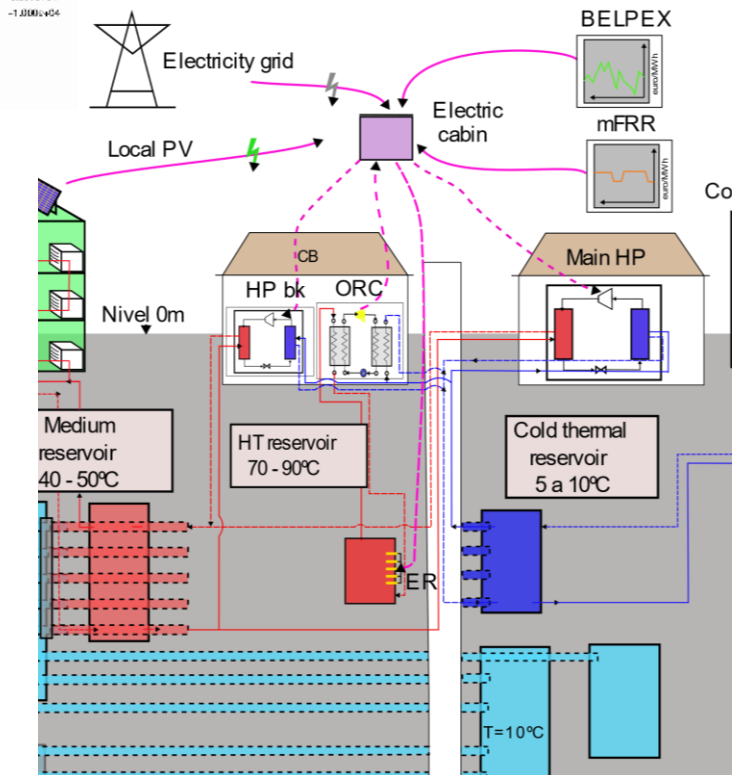 BELPEX
euro/MWh
Electricity grid
Electric
cabin
mFRR
euro/MWh
Local PV
Co
CB
Main HP
HP bk
ORC
Nivel 0m
Medium
reservoir
40 - 50ºC
HT reservoir
70 - 90ºC
Cold thermal
reservoir
5 a 10ºC
ER
T=10ºC